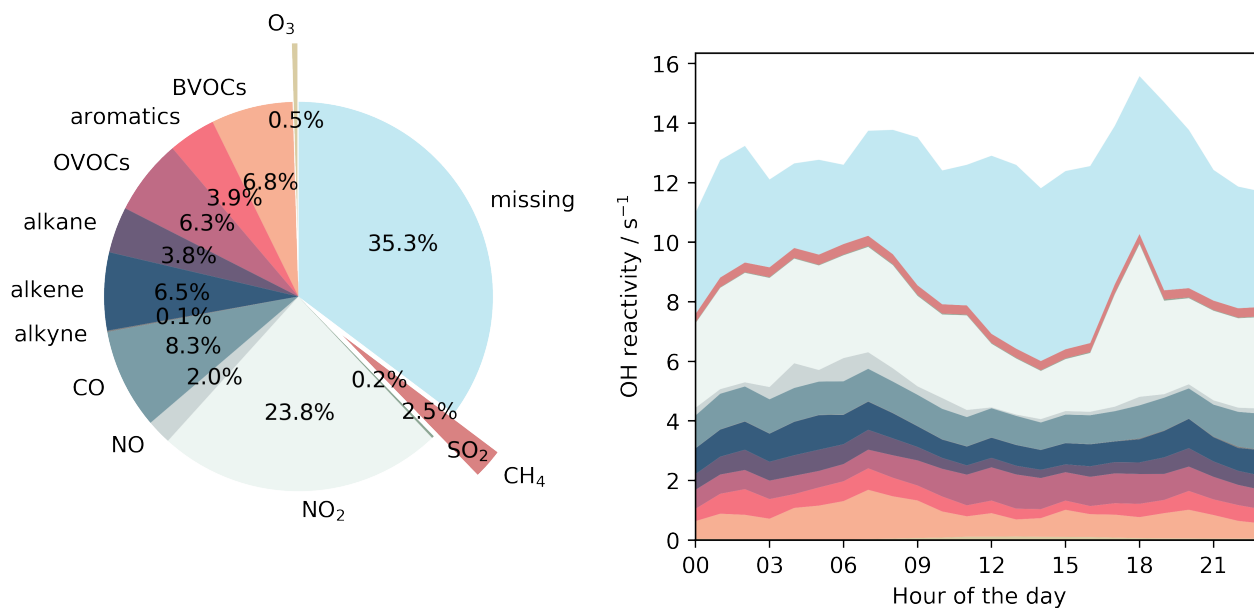 O₃
BVOCs
aromatics
OVOCs
alkane
alkene
alkyne
CO
NO
NO₂
SO₂
CH₄
missing
0.5%
6.8%
3.9%
6.3%
3.8%
6.5%
0.1%
8.3%
2.0%
23.8%
0.2%
2.5%
35.3%
OH reactivity / s⁻¹
16
14
12
10
8
6
4
2
0
00 03 06 09 12 15 18 21
Hour of the day